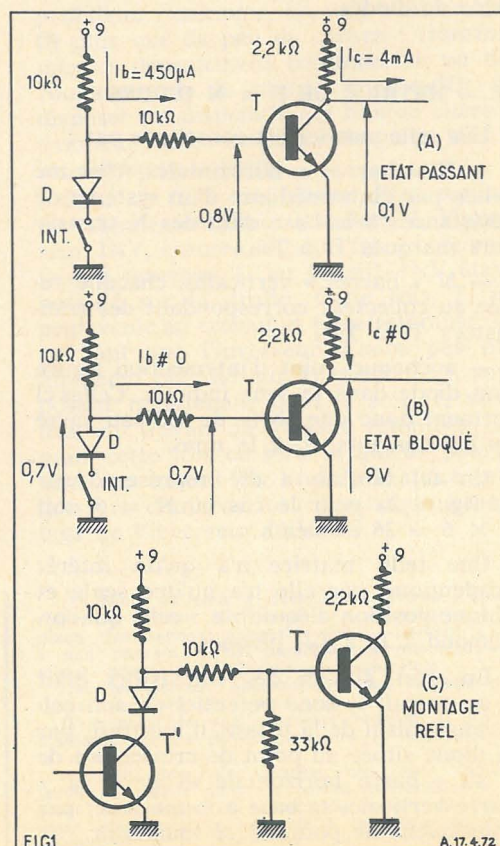 +9
+9
10kΩ
Ib=450µA
2,2kΩ
Ic=4mA
10kΩ
T
(A)
ETAT PASSANT
D
0,8V
0,1V
INT.
+9
+9
10kΩ
Ib#0
2,2kΩ
Ic#0
10kΩ
T
(B)
ETAT BLOQUÉ
D
0,7V
INT.
0,7V
9V
+9
+9
10kΩ
2,2kΩ
10kΩ
T
D
(C)
MONTAGE
REEL
T'
33kΩ
FIG1
A.17.4.72